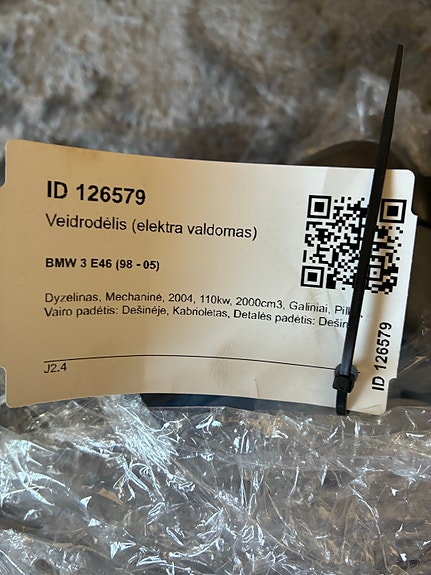 ID 126579
Veidrodėlis (elektra valdomas)
BMW 3 E46 (98 - 05)
Dyzelinas, Mechaninė, 2004, 110kw, 2000cm3, Galiniai,
Vairo padėtis: Dešinėje, Kabrioletas, Detalės padėtis:
J2.4
ID 126579